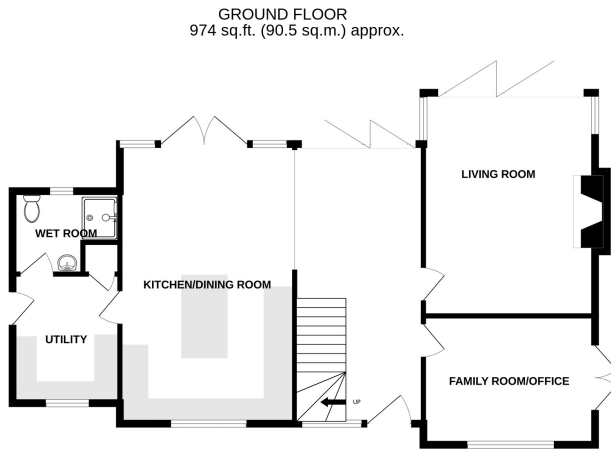 GROUND FLOOR
974 sq.ft. (90.5 sq.m.) approx.
LIVING ROOM
WET ROOM
KITCHEN/DINING ROOM
UTILITY
FAMILY ROOM/OFFICE
UP